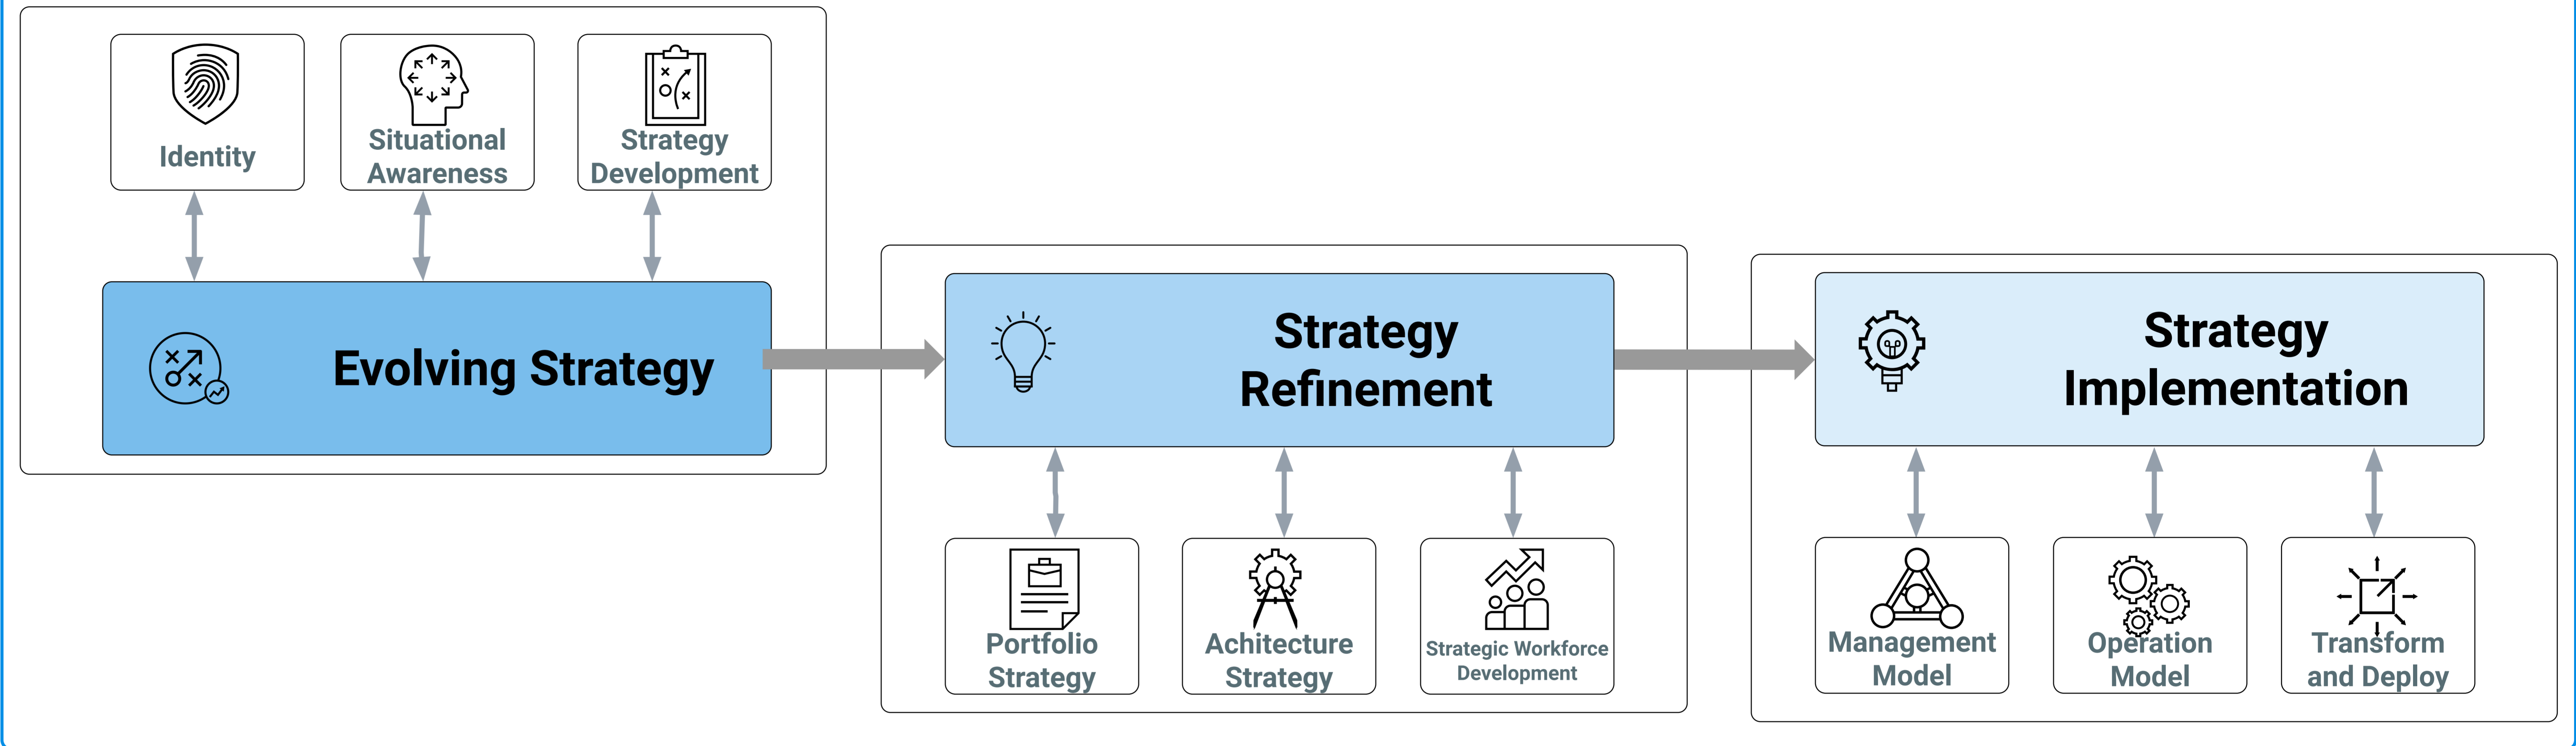 Identity
Situational
Awareness
Strategy
Development
Evolving Strategy
Strategy
Refinement
Portfolio
Strategy
Achitecture
Strategy
Strategic Workforce
Development
Strategy
Implementation
Management
Model
Operation
Model
Transform
and Deploy